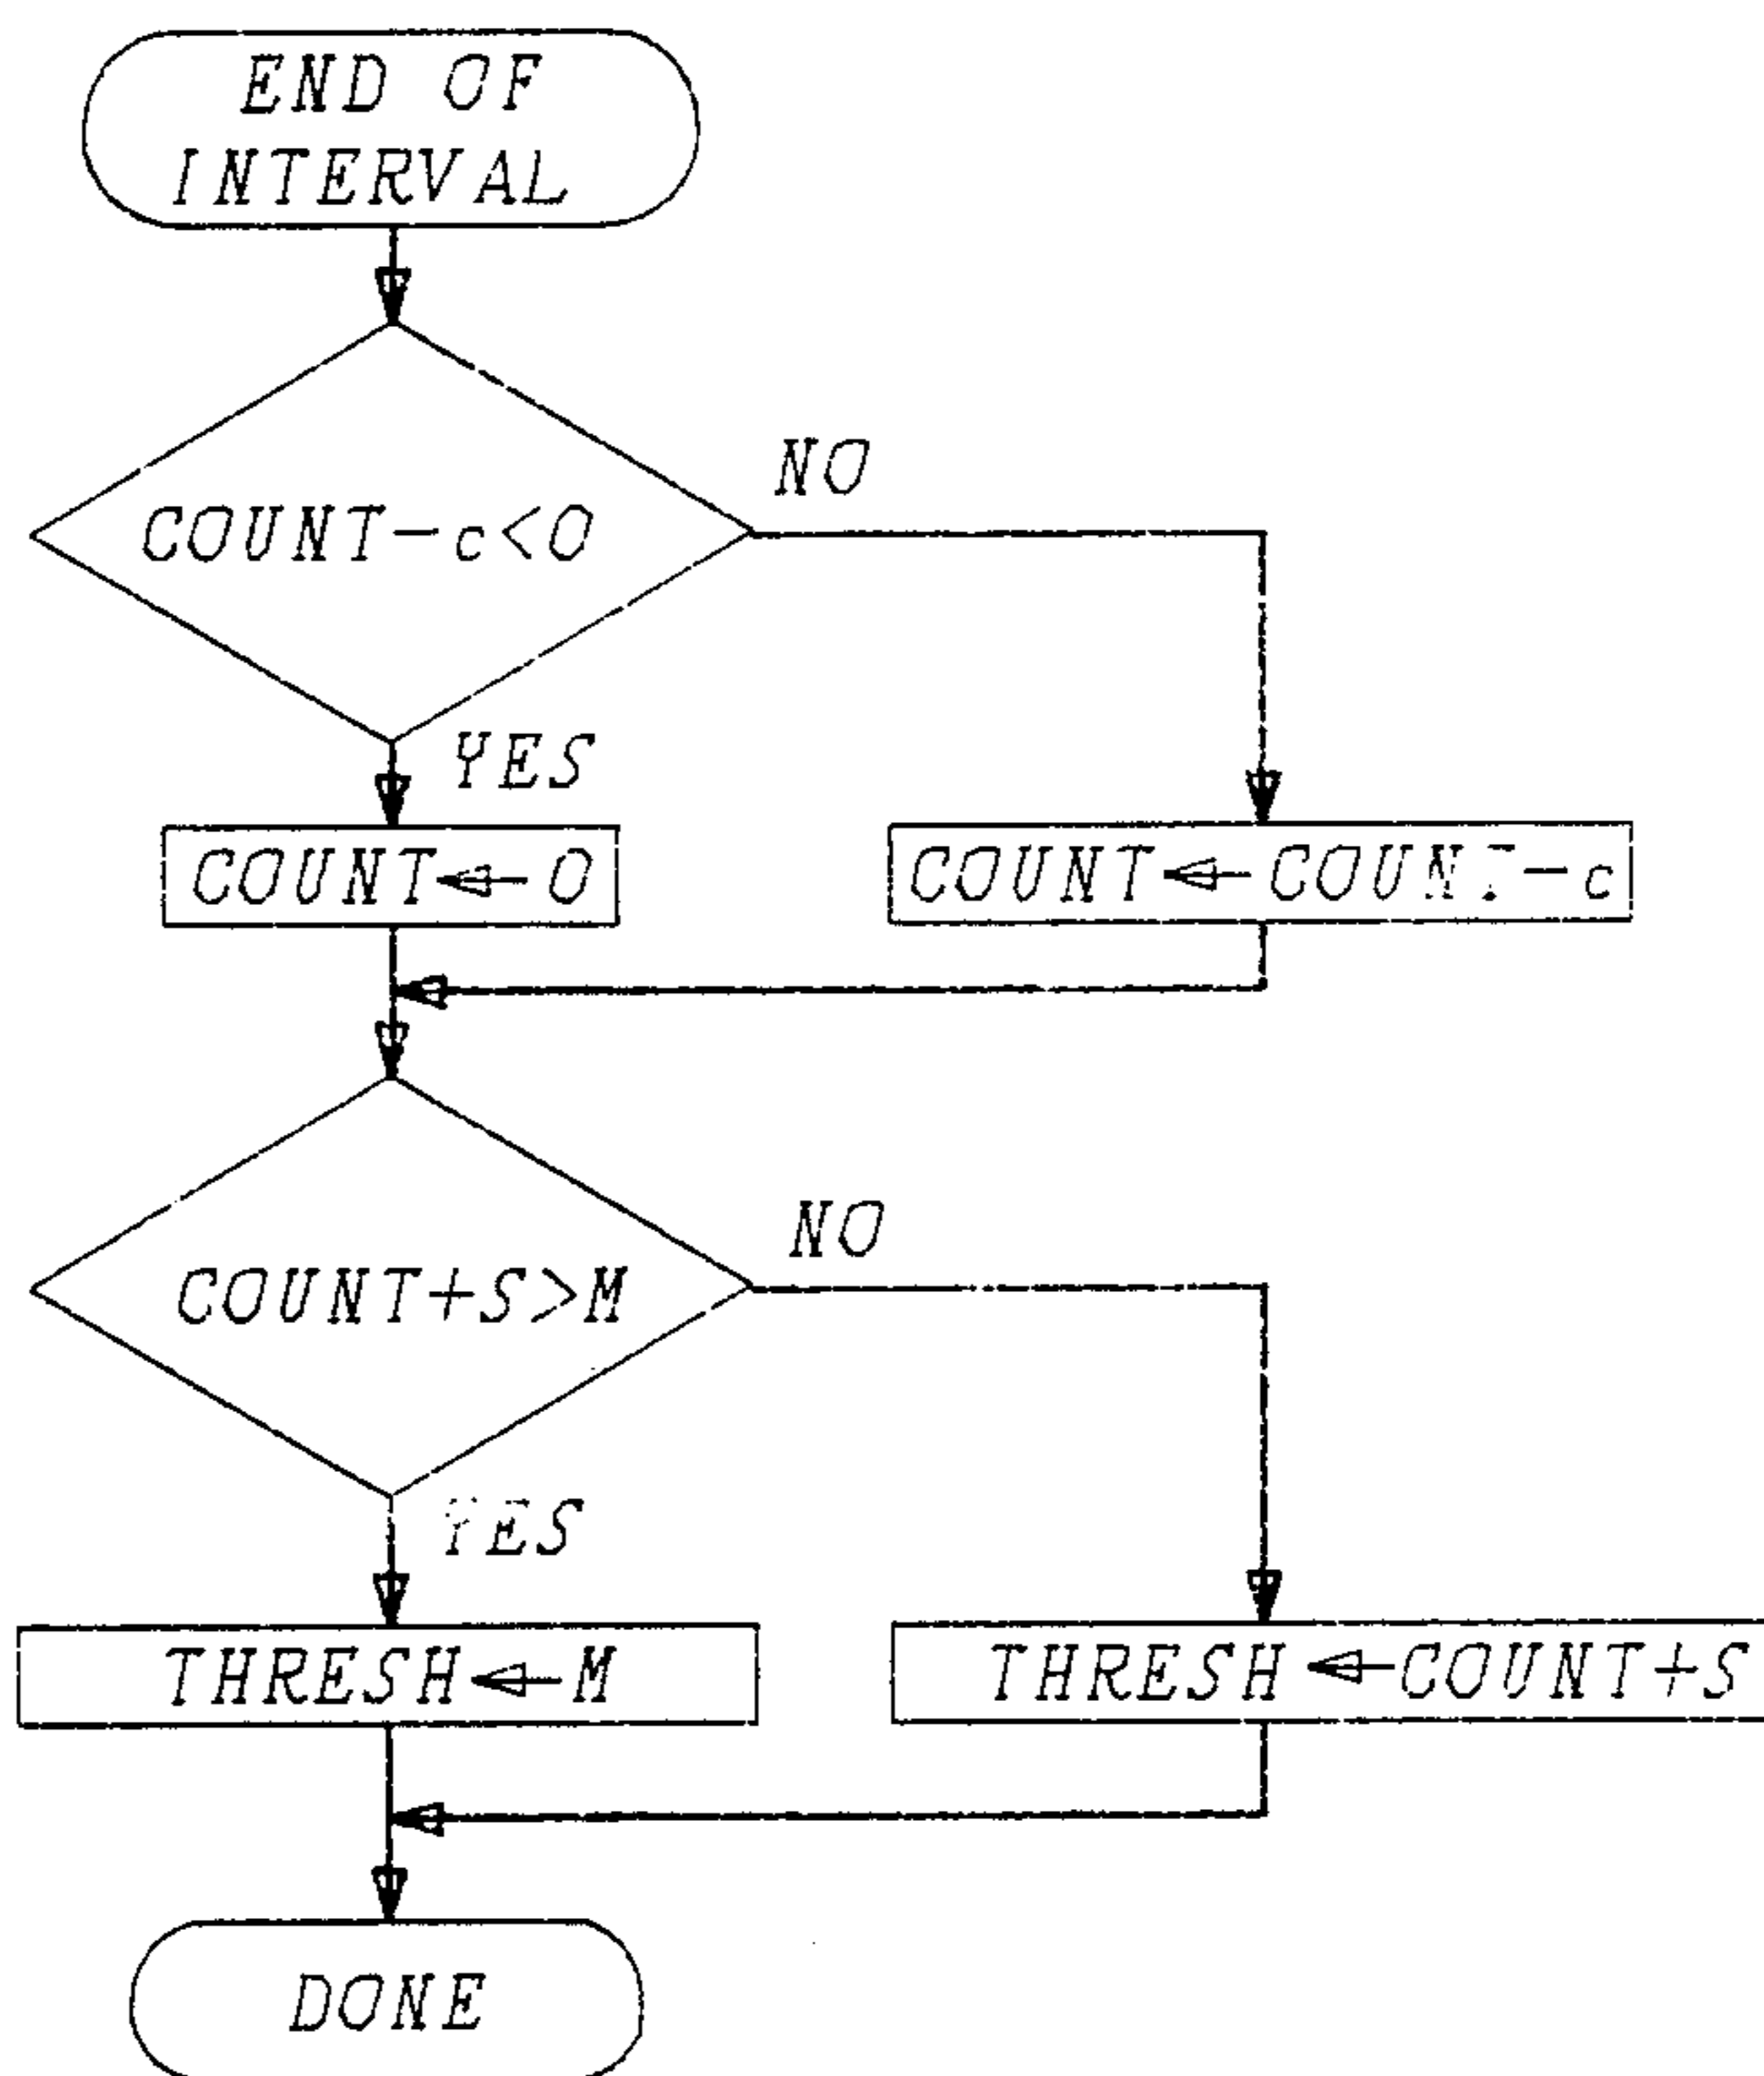 END OF
INTERVAL
COUNT-c<0
NO
YES
COUNT←0
COUNT←COUNT-c
COUNT+S>M
NO
YES
THRESH←M
THRESH←COUNT+S
DONE